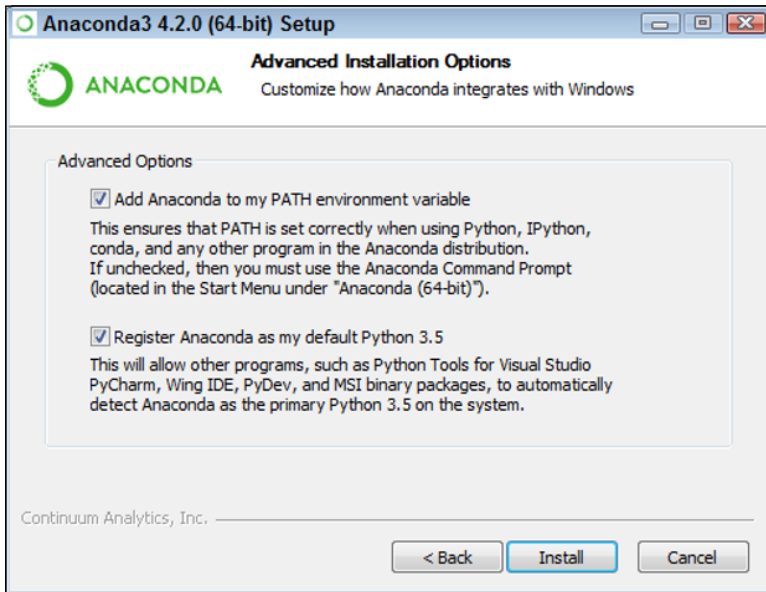 Anaconda3 4.2.0 (64-bit) Setup
ANACONDA
Advanced Installation Options
Customize how Anaconda integrates with Windows
Advanced Options
Add Anaconda to my PATH environment variable
This ensures that PATH is set correctly when using Python, IPython,
conda, and any other program in the Anaconda distribution.
If unchecked, then you must use the Anaconda Command Prompt
(located in the Start Menu under "Anaconda (64-bit)").
Register Anaconda as my default Python 3.5
This will allow other programs, such as Python Tools for Visual Studio
PyCharm, Wing IDE, PyDev, and MSI binary packages, to automatically
detect Anaconda as the primary Python 3.5 on the system.
Continuum Analytics, Inc.
< Back Install Cancel